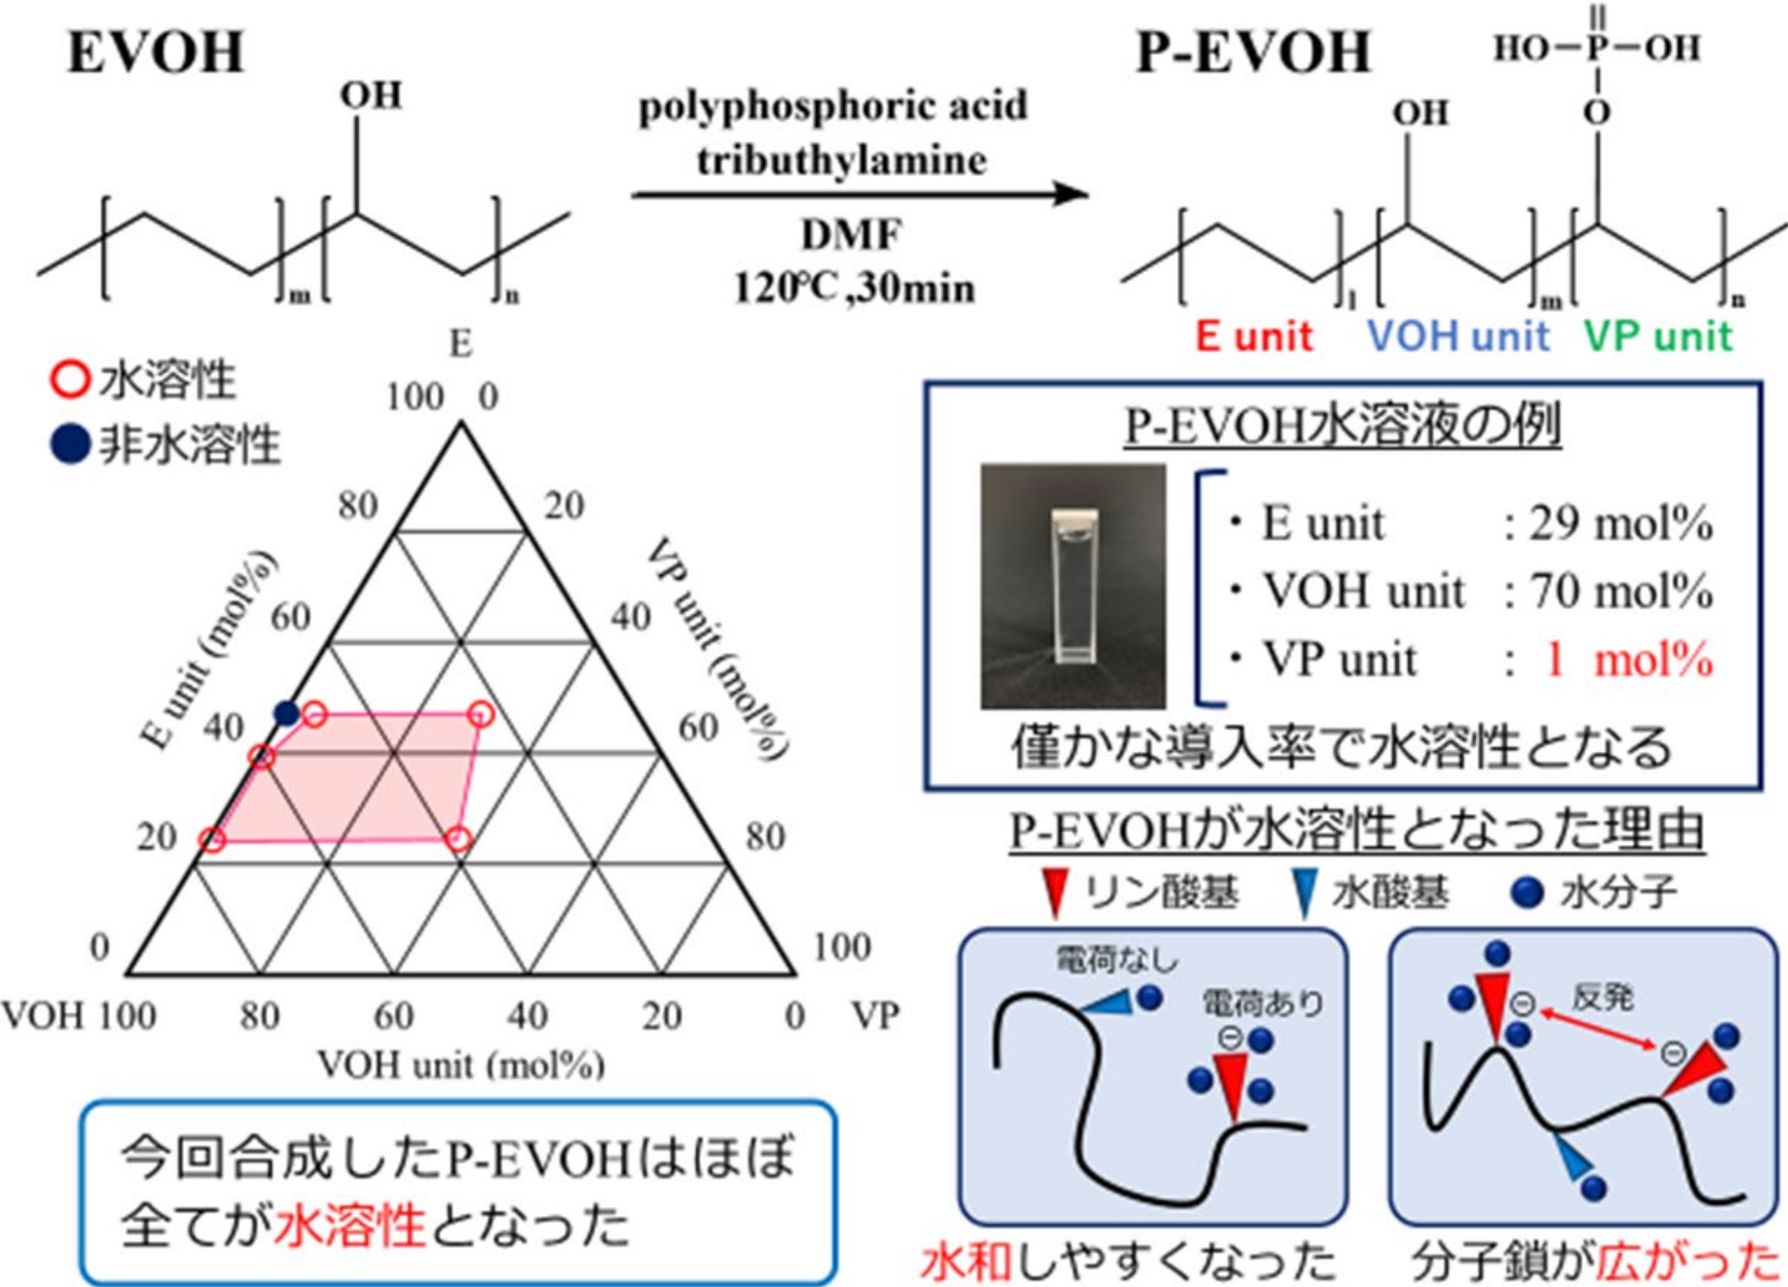 EVOH
OH
m
n
polyphosphoric acid
tributhylamine
DMF
120℃,30min
P-EVOH
HO-P-OH
OH
O
l
m
n
E unit
VOH unit
VP unit
水溶性
非水溶性
E
100 0
80 20
60 40
40 60
20 80
0 100
E unit (mol%)
VP unit (mol%)
VOH 100 80 60 40 20 0 VP
VOH unit (mol%)
今回合成したP-EVOHはほぼ
全てが水溶性となった
P-EVOH水溶液の例
・ E unit : 29 mol%
・ VOH unit : 70 mol%
・ VP unit : 1 mol%
僅かな導入率で水溶性となる
P-EVOHが水溶性となった理由
リン酸基 水酸基 水分子
電荷なし
電荷あり
⊖
水和しやすくなった
⊖
反発
⊖
分子鎖が広がった